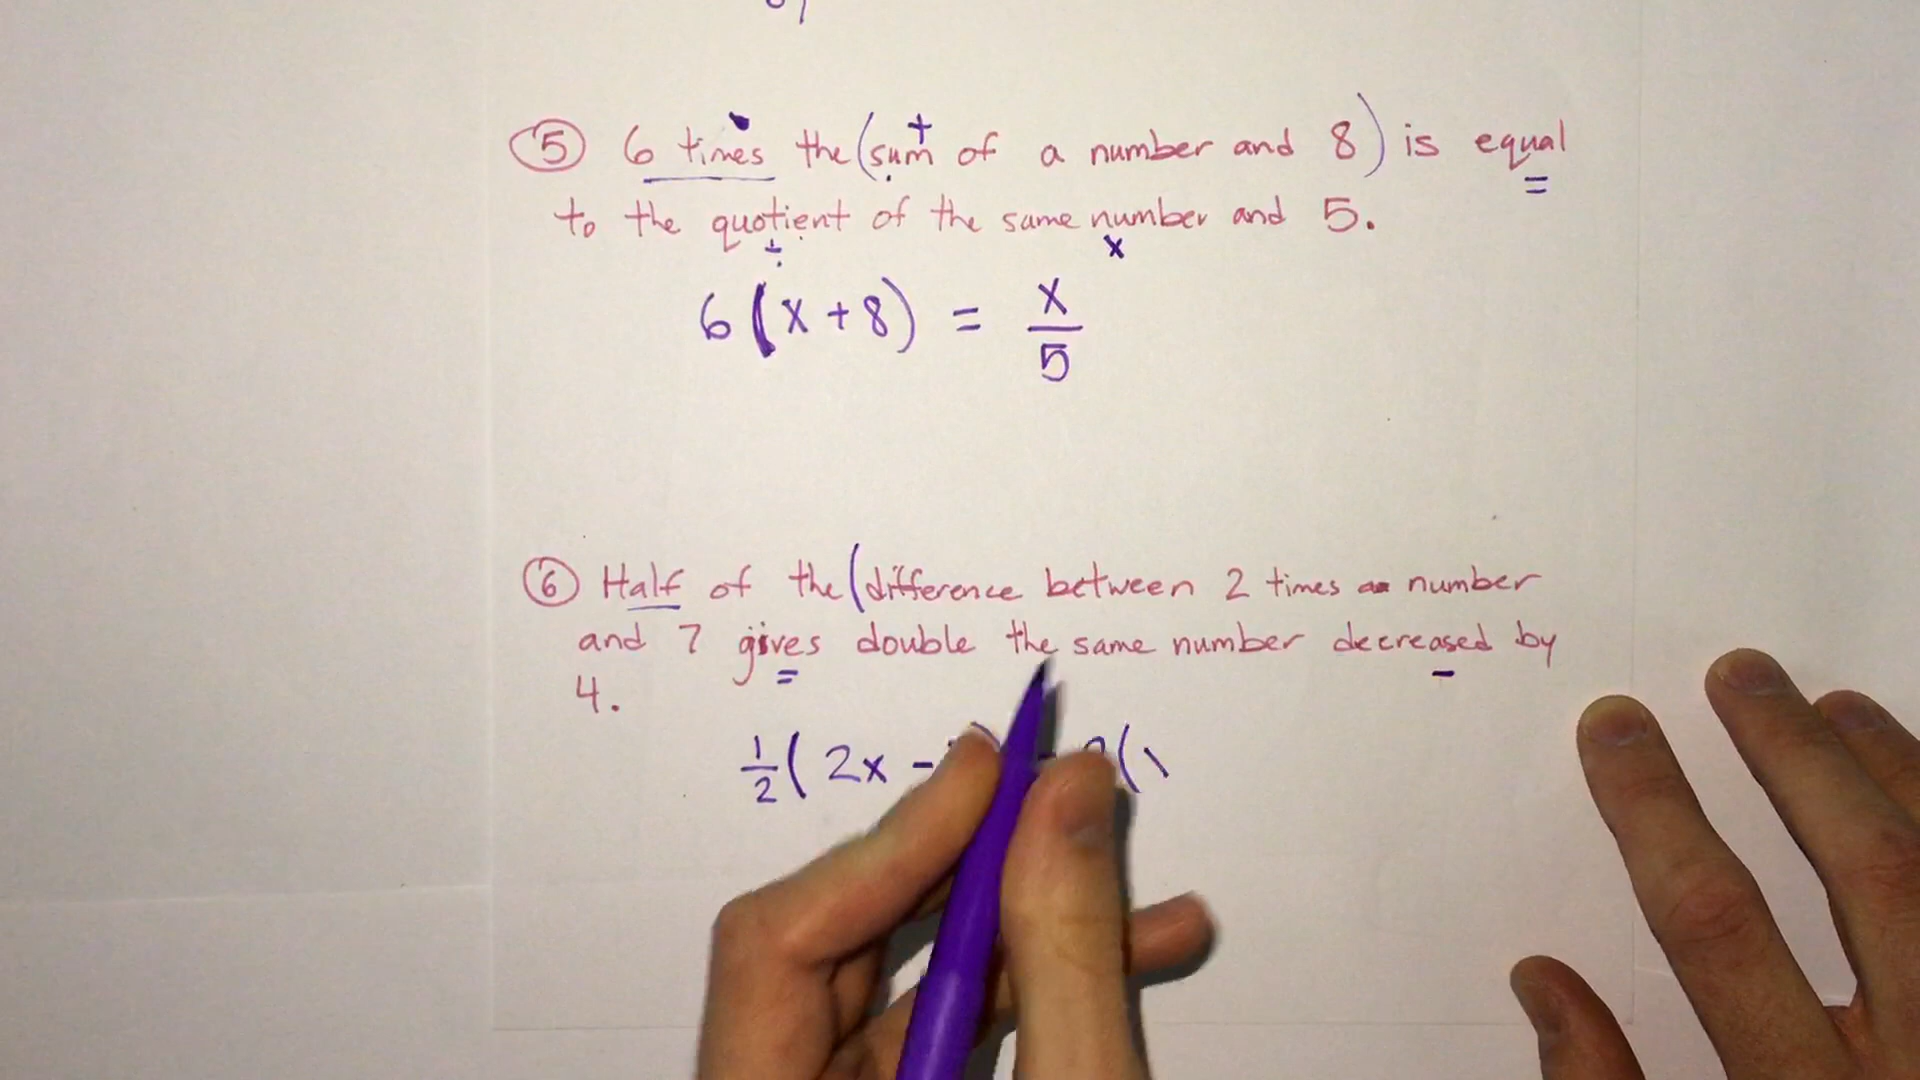 ⑤ 6 times the (sum of a number and 8) is equal
to the quotient of the same number and 5.
6(x+8) = x/5
⑥ Half of the (difference between 2 times a number
and 7 gives double the same number decreased by
4.
1/2(2x -